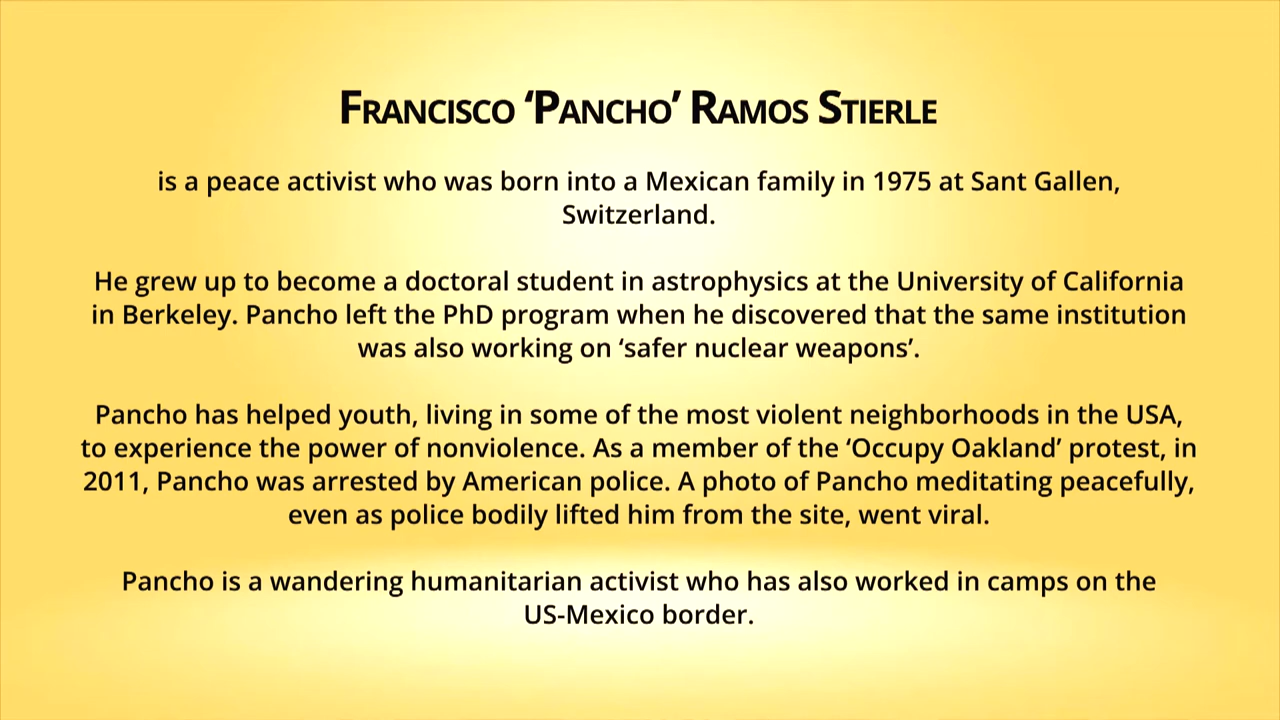 Francisco ‘Pancho’ Ramos Stierle
is a peace activist who was born into a Mexican family in 1975 at Sant Gallen,
Switzerland.
He grew up to become a doctoral student in astrophysics at the University of California
in Berkeley. Pancho left the PhD program when he discovered that the same institution
was also working on ‘safer nuclear weapons’.
Pancho has helped youth, living in some of the most violent neighborhoods in the USA,
to experience the power of nonviolence. As a member of the ‘Occupy Oakland’ protest, in
2011, Pancho was arrested by American police. A photo of Pancho meditating peacefully,
even as police bodily lifted him from the site, went viral.
Pancho is a wandering humanitarian activist who has also worked in camps on the
US-Mexico border.